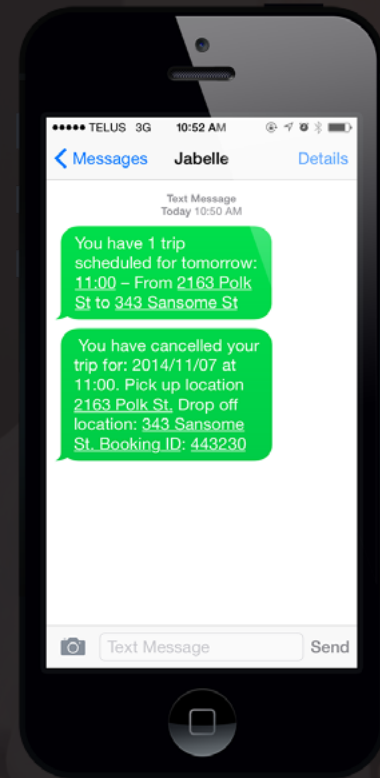 TELUS 3G 10:52 AM
Messages Jabelle Details
Text Message
Today 10:50 AM
You have 1 trip
scheduled for tomorrow:
11:00 – From 2163 Polk
St to 343 Sansome St
You have cancelled your
trip for: 2014/11/07 at
11:00. Pick up location
2163 Polk St. Drop off
location: 343 Sansome
St. Booking ID: 443230
Text Message Send